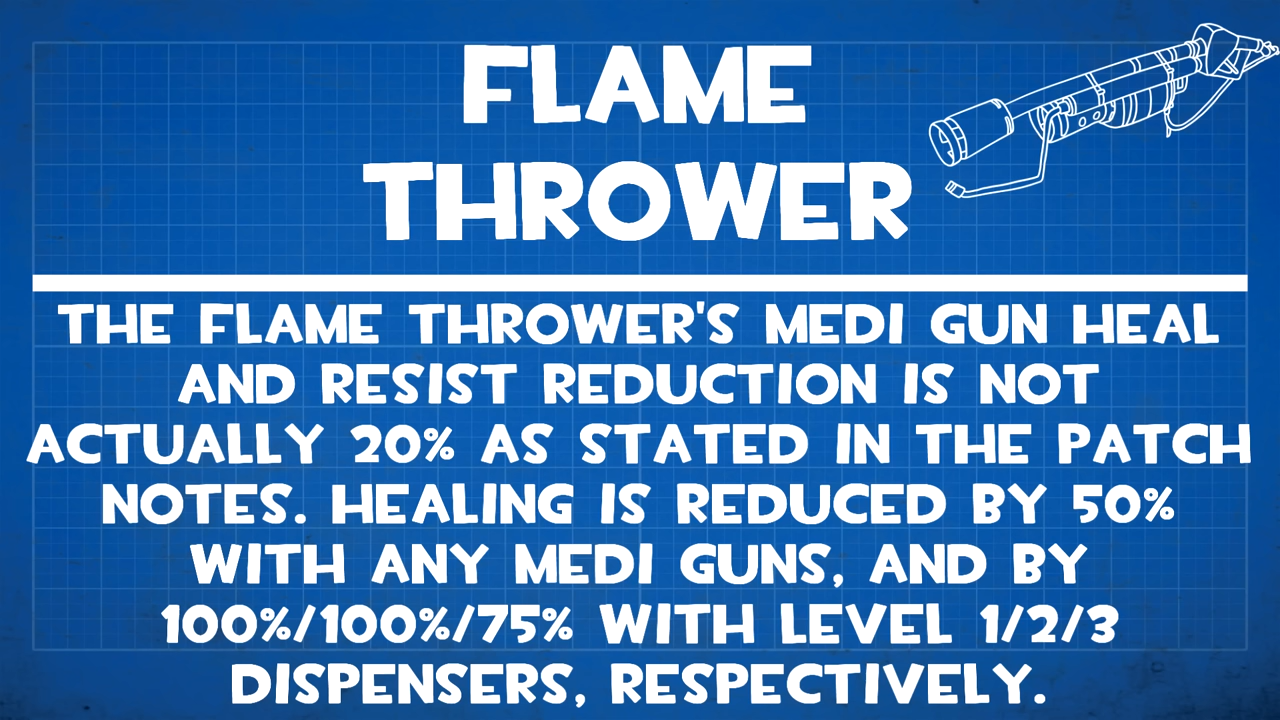 FLAME
THROWER
THE FLAME THROWER'S MEDI GUN HEAL
AND RESIST REDUCTION IS NOT
ACTUALLY 20% AS STATED IN THE PATCH
NOTES. HEALING IS REDUCED BY 50%
WITH ANY MEDI GUNS, AND BY
100%/100%/75% WITH LEVEL 1/2/3
DISPENSERS, RESPECTIVELY.